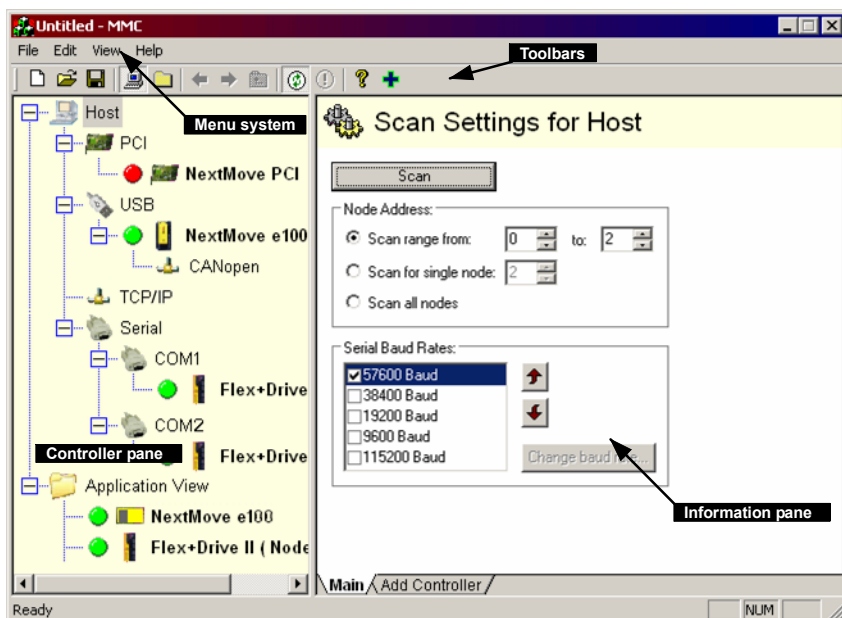 Untitled - MMC
File Edit View Help
Toolbars
Menu system
Host
PCI
NextMove PCI
USB
NextMove e100
CANopen
TCP/IP
Serial
COM1
Flex+Drive
COM2
Controller pane
Flex+Drive
Application View
NextMove e100
Flex+Drive II ( Node
Scan Settings for Host
Scan
Node Address:
Scan range from: 0 to: 2
Scan for single node: 2
Scan all nodes
Serial Baud Rates:
57600 Baud
38400 Baud
19200 Baud
9600 Baud
115200 Baud
Change baud rate...
Information pane
Main Add Controller
Ready NUM